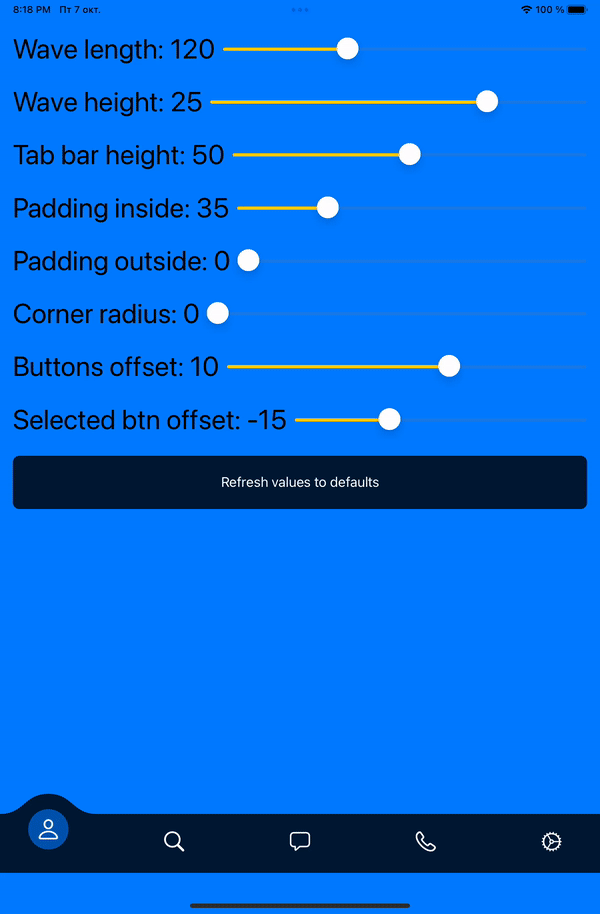 8:18 PM Пт 7 окт. 100 %
Wave length: 120
Wave height: 25
Tab bar height: 50
Padding inside: 35
Padding outside: 0
Corner radius: 0
Buttons offset: 10
Selected btn offset: -15
Refresh values to defaults